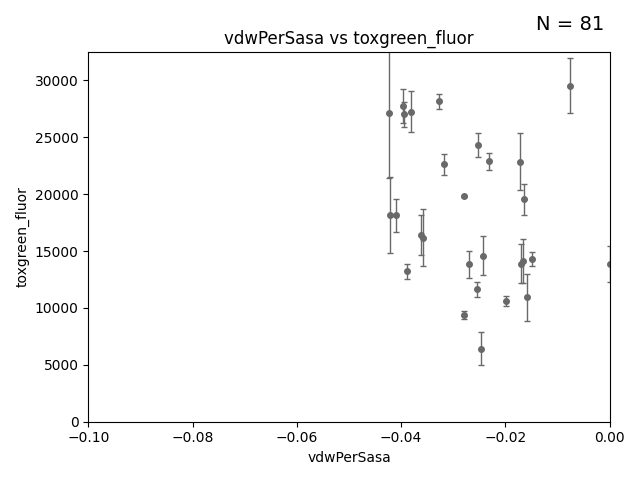 N = 81
vdwPerSasa vs toxgreen_fluor
toxgreen_fluor
30000
25000
20000
15000
10000
5000
0
−0.10 −0.08 −0.06 −0.04 −0.02 0.00
vdwPerSasa